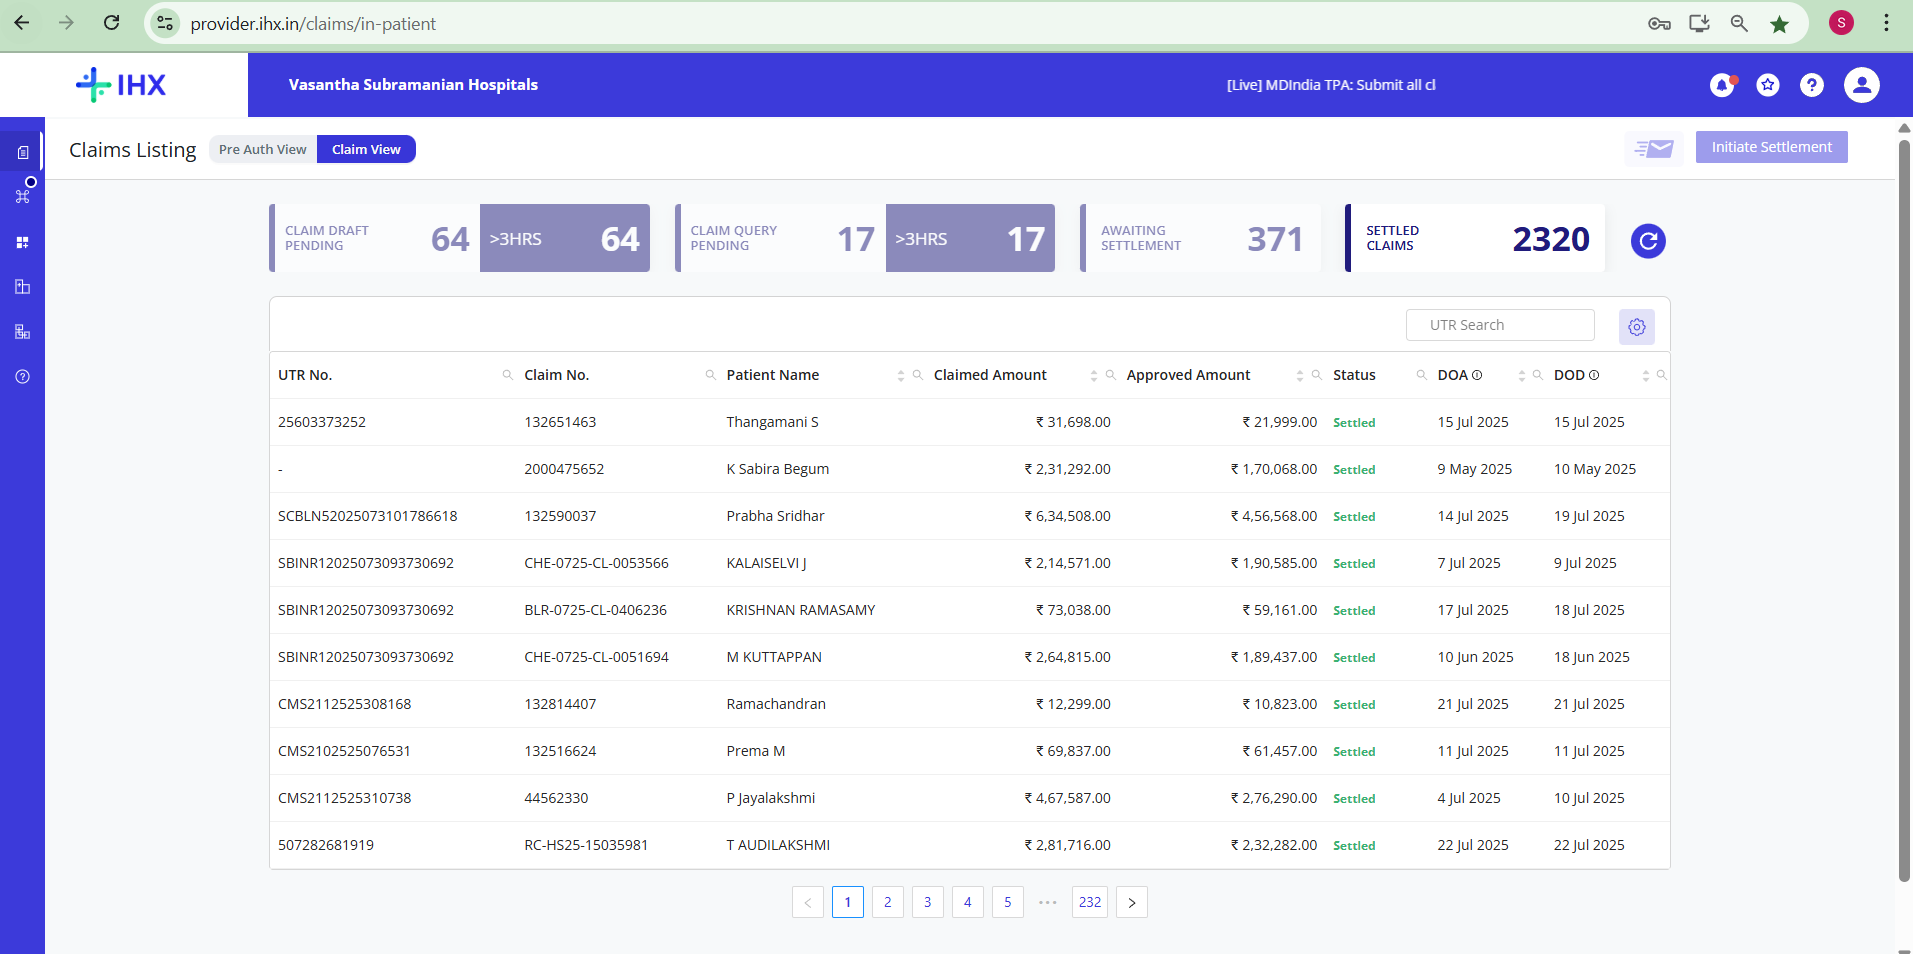 provider.ihx.in/claims/in-patient
S
IHX
Vasantha Subramanian Hospitals
[Live] MDIndia TPA: Submit all cl
Claims Listing
Pre Auth View
Claim View
Initiate Settlement
CLAIM DRAFT PENDING 64 >3HRS 64
CLAIM QUERY PENDING 17 >3HRS 17
AWAITING SETTLEMENT 371
SETTLED CLAIMS 2320
UTR Search
UTR No. Claim No. Patient Name Claimed Amount Approved Amount Status DOA DOD
25603373252 132651463 Thangamani S ₹ 31,698.00 ₹ 21,999.00 Settled 15 Jul 2025 15 Jul 2025
- 2000475652 K Sabira Begum ₹ 2,31,292.00 ₹ 1,70,068.00 Settled 9 May 2025 10 May 2025
SCBLN52025073101786618 132590037 Prabha Sridhar ₹ 6,34,508.00 ₹ 4,56,568.00 Settled 14 Jul 2025 19 Jul 2025
SBINR12025073093730692 CHE-0725-CL-0053566 KALAISELVI J ₹ 2,14,571.00 ₹ 1,90,585.00 Settled 7 Jul 2025 9 Jul 2025
SBINR12025073093730692 BLR-0725-CL-0406236 KRISHNAN RAMASAMY ₹ 73,038.00 ₹ 59,161.00 Settled 17 Jul 2025 18 Jul 2025
SBINR12025073093730692 CHE-0725-CL-0051694 M KUTTAPPAN ₹ 2,64,815.00 ₹ 1,89,437.00 Settled 10 Jun 2025 18 Jun 2025
CMS2112525308168 132814407 Ramachandran ₹ 12,299.00 ₹ 10,823.00 Settled 21 Jul 2025 21 Jul 2025
CMS2102525076531 132516624 Prema M ₹ 69,837.00 ₹ 61,457.00 Settled 11 Jul 2025 11 Jul 2025
CMS2112525310738 44562330 P Jayalakshmi ₹ 4,67,587.00 ₹ 2,76,290.00 Settled 4 Jul 2025 10 Jul 2025
507282681919 RC-HS25-15035981 T AUDILAKSHMI ₹ 2,81,716.00 ₹ 2,32,282.00 Settled 22 Jul 2025 22 Jul 2025
< 1 2 3 4 5 ••• 232 >